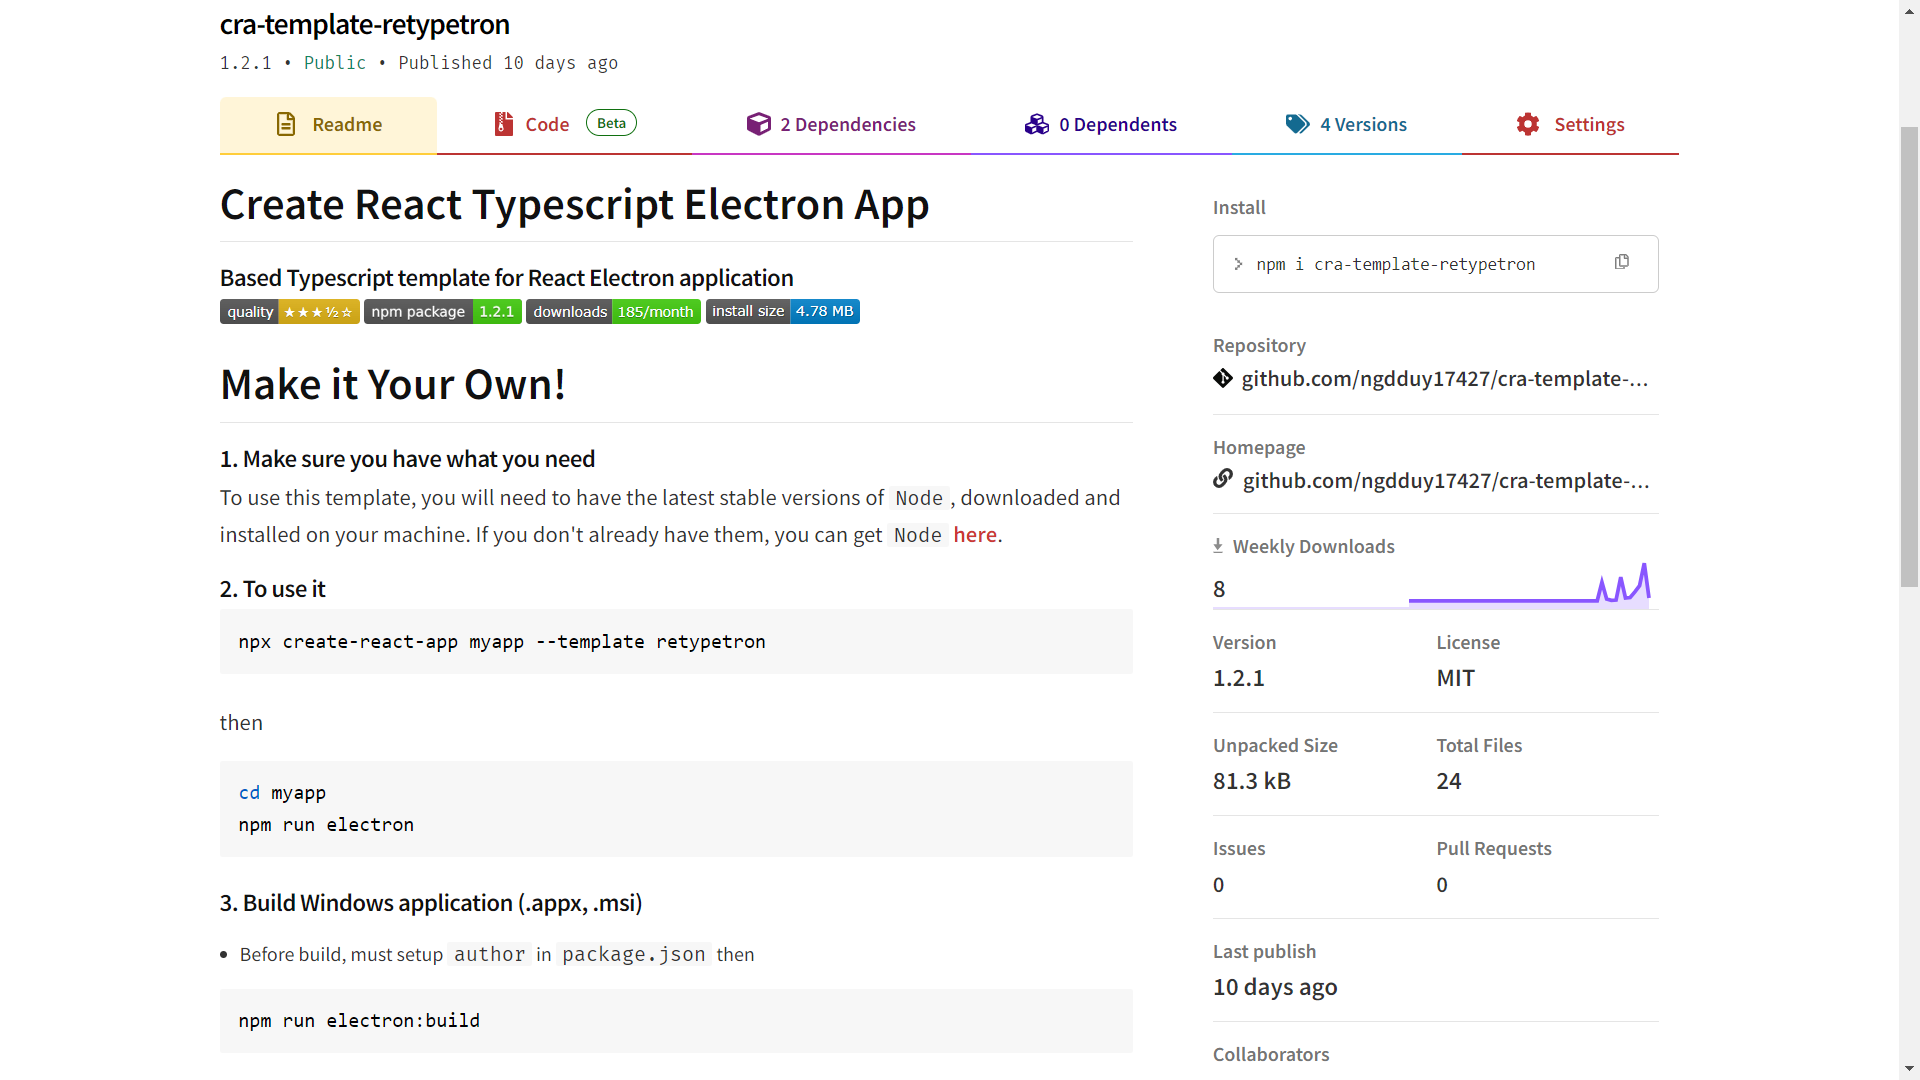 cra-template-retypetron
1.2.1 • Public • Published 10 days ago
Readme
Code Beta
2 Dependencies
0 Dependents
4 Versions
Settings
Create React Typescript Electron App
Based Typescript template for React Electron application
quality ★★★½☆ npm package 1.2.1 downloads 185/month install size 4.78 MB
Make it Your Own!
1. Make sure you have what you need
To use this template, you will need to have the latest stable versions of Node, downloaded and
installed on your machine. If you don't already have them, you can get Node here.
2. To use it
npx create-react-app myapp --template retypetron
then
cd myapp
npm run electron
3. Build Windows application (.appx, .msi)
• Before build, must setup author in package.json then
npm run electron:build
Install
> npm i cra-template-retypetron
Repository
github.com/ngdduy17427/cra-template-...
Homepage
github.com/ngdduy17427/cra-template-...
Weekly Downloads
8
Version
1.2.1
License
MIT
Unpacked Size
81.3 kB
Total Files
24
Issues
0
Pull Requests
0
Last publish
10 days ago
Collaborators